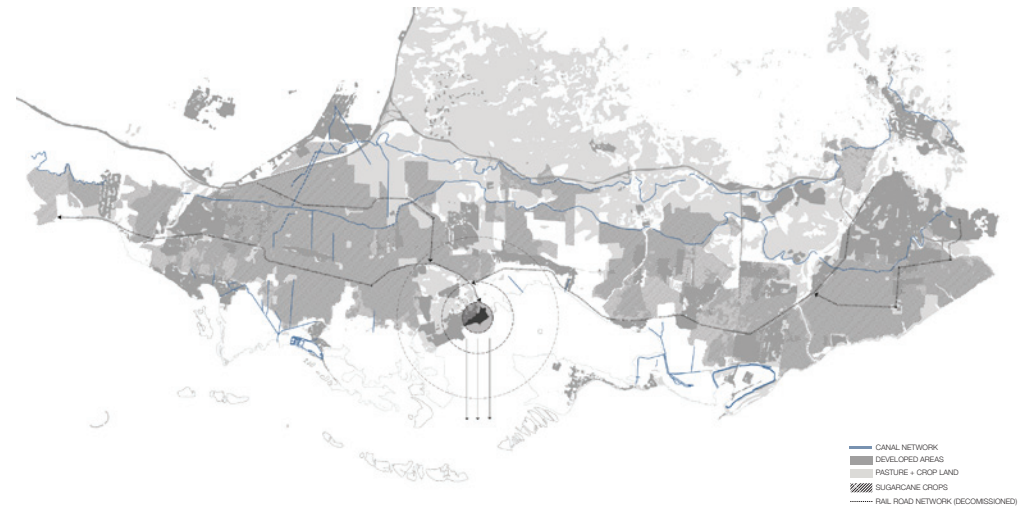 CANAL NETWORK
DEVELOPED AREAS
PASTURE + CROP LAND
SUGARCANE CROPS
RAIL ROAD NETWORK (DECOMISSIONED)